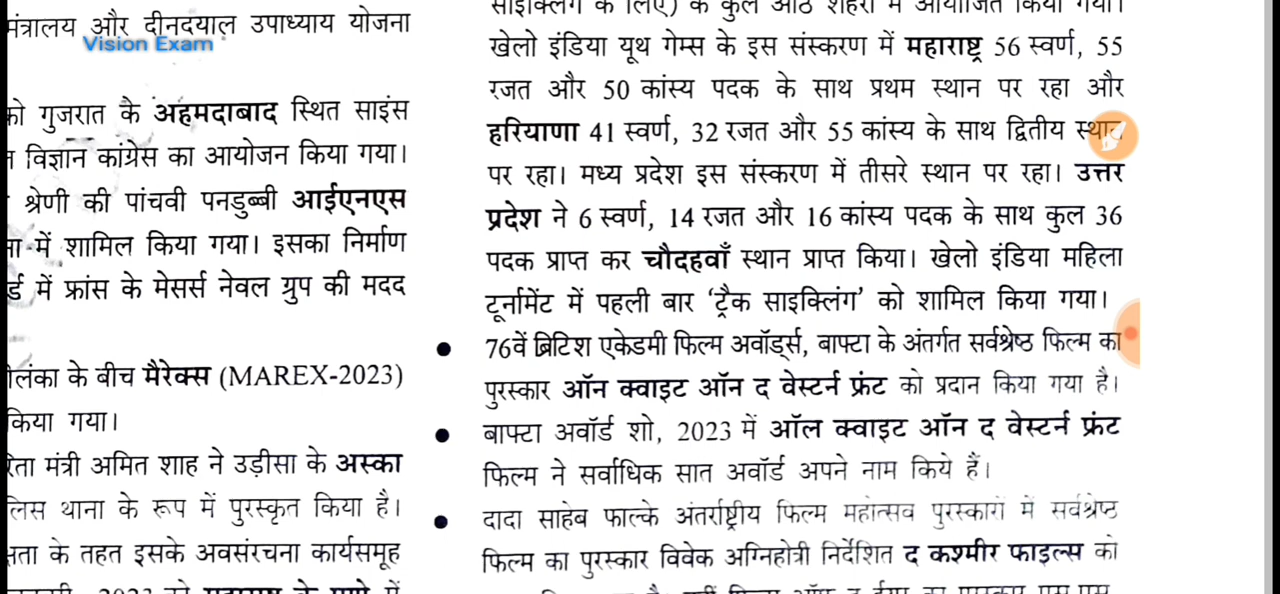 मंत्रालय और दीनदयाल उपाध्याय योजना
Vision Exam
को गुजरात के अहमदाबाद स्थित साइंस
विज्ञान कांग्रेस का आयोजन किया गया।
श्रेणी की पांचवी पनडुब्बी आईएनएस
में शामिल किया गया। इसका निर्माण
में फ्रांस के मेसर्स नेवल ग्रुप की मदद
के बीच मैरेक्स (MAREX-2023)
किया गया।
मंत्री अमित शाह ने उड़ीसा के अस्का
थाना के रूप में पुरस्कृत किया है।
के तहत इसके अवसंरचना कार्यसमूह
साइक्लिंग के लिए) के कुल आठ शहरों में आयोजित किया गया।
खेलो इंडिया यूथ गेम्स के इस संस्करण में महाराष्ट्र 56 स्वर्ण, 55
रजत और 50 कांस्य पदक के साथ प्रथम स्थान पर रहा और
हरियाणा 41 स्वर्ण, 32 रजत और 55 कांस्य के साथ द्वितीय स्थान
पर रहा। मध्य प्रदेश इस संस्करण में तीसरे स्थान पर रहा। उत्तर
प्रदेश ने 6 स्वर्ण, 14 रजत और 16 कांस्य पदक के साथ कुल 36
पदक प्राप्त कर चौदहवाँ स्थान प्राप्त किया। खेलो इंडिया महिला
टूर्नामेंट में पहली बार ‘ट्रैक साइक्लिंग’ को शामिल किया गया।
• 76वें ब्रिटिश एकेडमी फिल्म अवॉर्ड्स, बाफ्टा के अंतर्गत सर्वश्रेष्ठ फिल्म का
पुरस्कार ऑन क्वाइट ऑन द वेस्टर्न फ्रंट को प्रदान किया गया है।
• बाफ्टा अवॉर्ड शो, 2023 में ऑल क्वाइट ऑन द वेस्टर्न फ्रंट
फिल्म ने सर्वाधिक सात अवॉर्ड अपने नाम किये हैं।
• दादा साहेब फाल्के अंतर्राष्ट्रीय फिल्म महोत्सव पुरस्कारों में सर्वश्रेष्ठ
फिल्म का पुरस्कार विवेक अग्निहोत्री निर्देशित द कश्मीर फाइल्स को